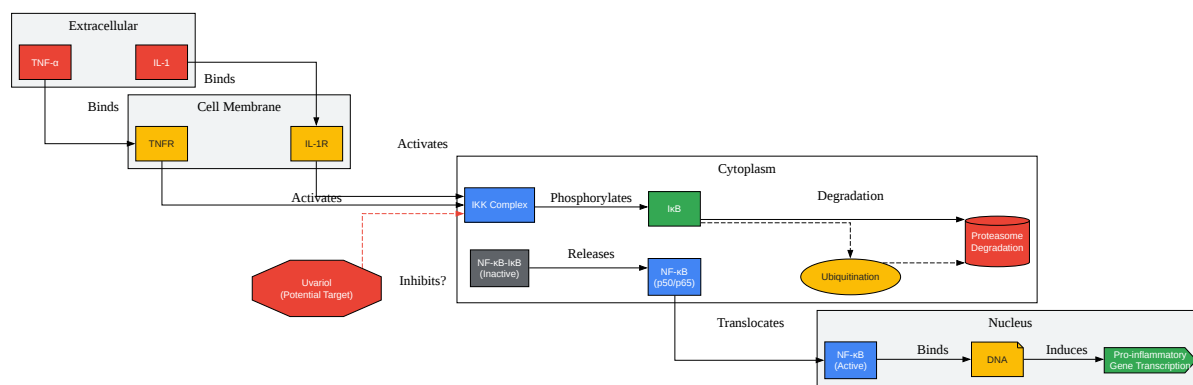 Extracellular
TNF-α
IL-1
Binds
Binds
Cell Membrane
TNFR
IL-1R
Activates
Activates
Cytoplasm
IKK Complex
Phosphorylates
IκB
Degradation
Proteasome
Degradation
Ubiquitination
NF-κB-IκB
(Inactive)
Releases
NF-κB
(p50/p65)
Uvariol
(Potential Target)
Inhibits?
Translocates
Nucleus
NF-κB
(Active)
Binds
DNA
Induces
Pro-inflammatory
Gene Transcription